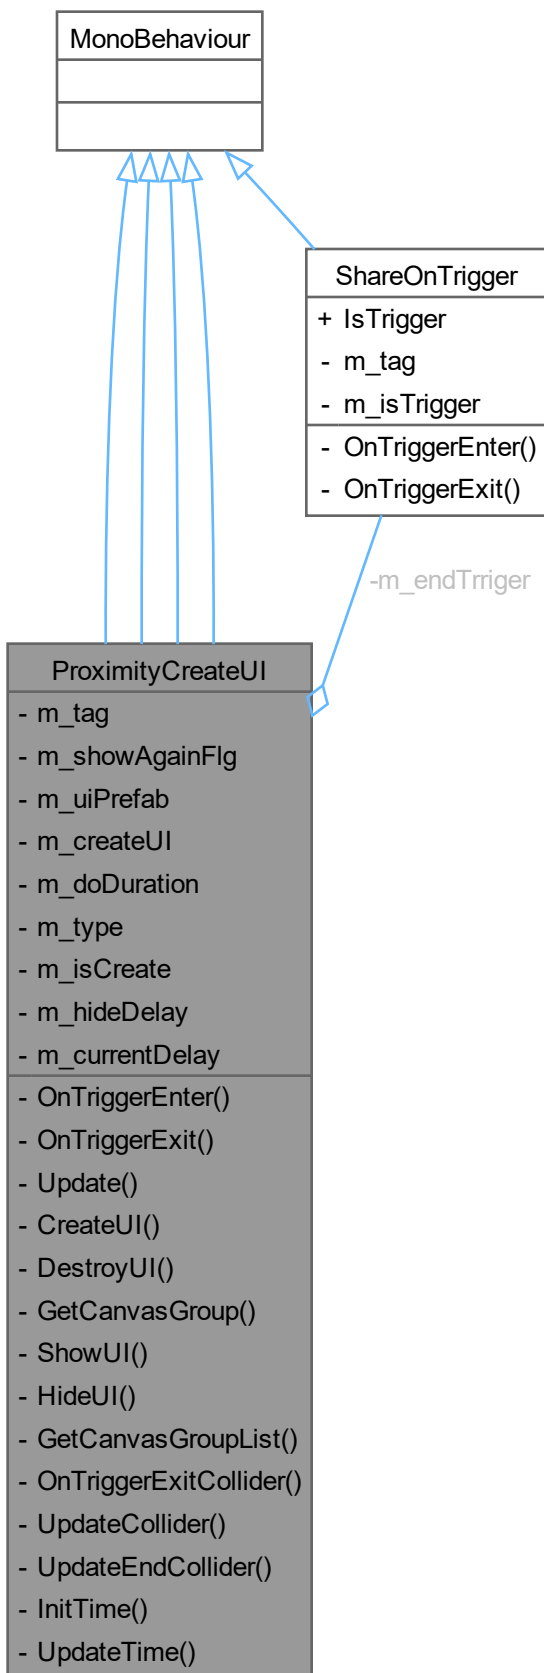 MonoBehaviour
ShareOnTrigger
+ IsTrigger
- m_tag
- m_isTrigger
- OnTriggerEnter()
- OnTriggerExit()
-m_endTrriger
ProximityCreateUI
- m_tag
- m_showAgainFlg
- m_uiPrefab
- m_createUI
- m_doDuration
- m_type
- m_isCreate
- m_hideDelay
- m_currentDelay
- OnTriggerEnter()
- OnTriggerExit()
- Update()
- CreateUI()
- DestroyUI()
- GetCanvasGroup()
- ShowUI()
- HideUI()
- GetCanvasGroupList()
- OnTriggerExitCollider()
- UpdateCollider()
- UpdateEndCollider()
- InitTime()
- UpdateTime()